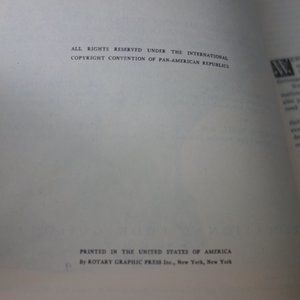 ALL RIGHTS RESERVED UNDER THE INTERNATIONAL
COPYRIGHT CONVENTION OF PAN-AMERICAN REPUBLICS
PRINTED IN THE UNITED STATES OF AMERICA
By ROTARY GRAPHIC PRESS Inc., New York, New York